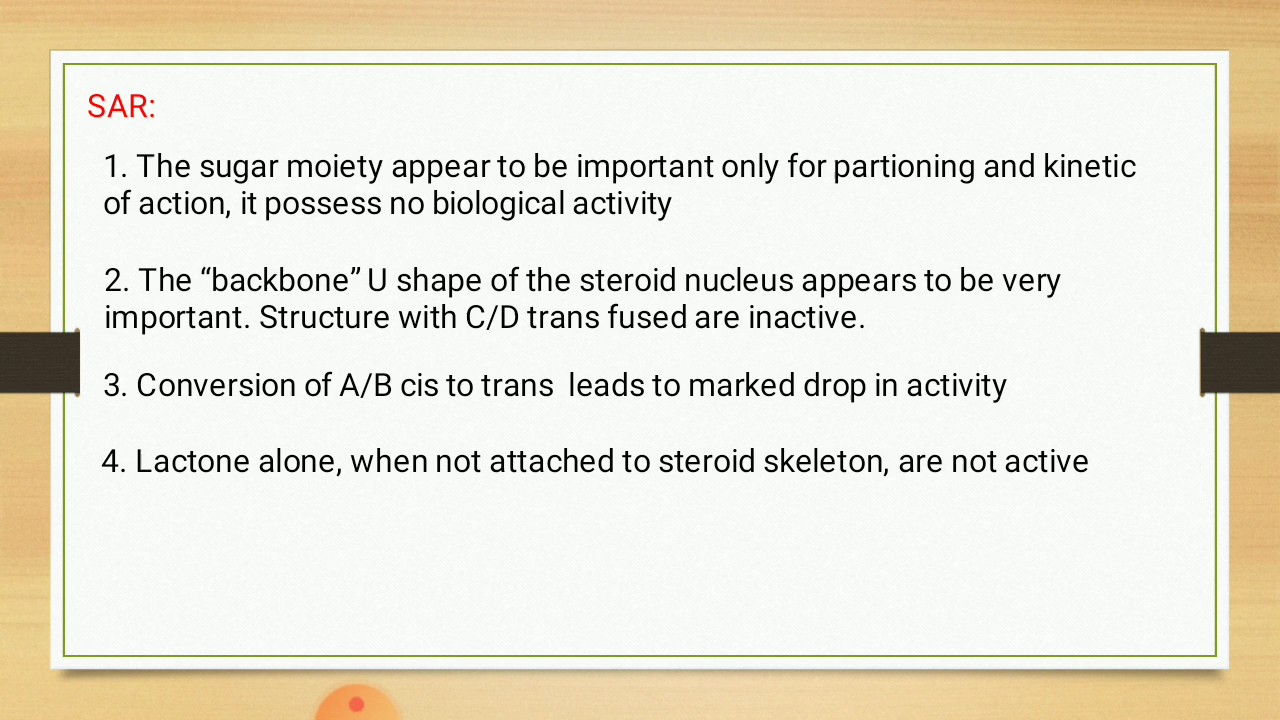 SAR:
1. The sugar moiety appear to be important only for partioning and kinetic
of action, it possess no biological activity
2. The “backbone” U shape of the steroid nucleus appears to be very
important. Structure with C/D trans fused are inactive.
3. Conversion of A/B cis to trans  leads to marked drop in activity
4. Lactone alone, when not attached to steroid skeleton, are not active